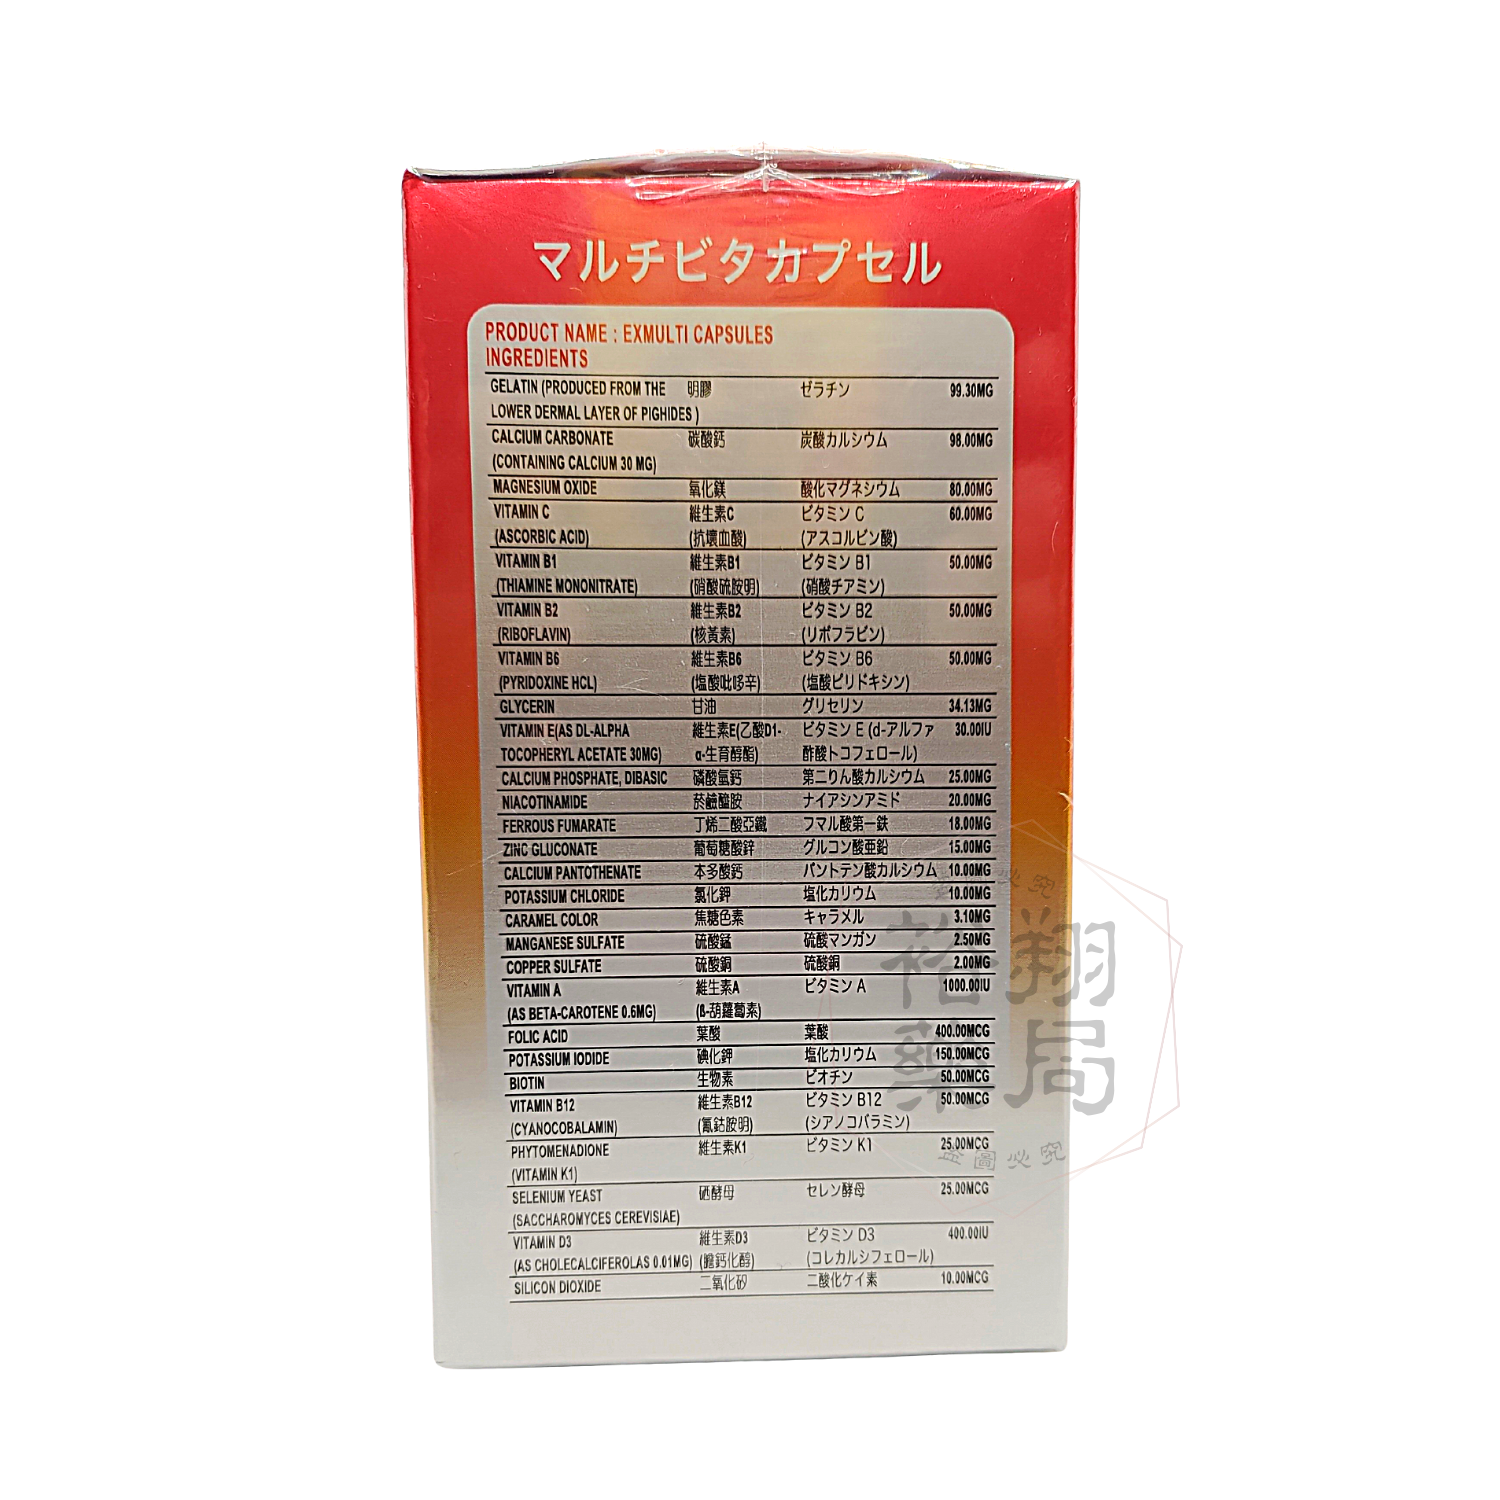 マルチビタカプセル
PRODUCT NAME : EXMULTI CAPSULES
INGREDIENTS
GELATIN (PRODUCED FROM THE 明膠 ゼラチン 99.30MG
LOWER DERMAL LAYER OF PIGHIDES )
CALCIUM CARBONATE 碳酸鈣 炭酸カルシウム 98.00MG
(CONTAINING CALCIUM 30 MG)
MAGNESIUM OXIDE 氧化鎂 酸化マグネシウム 80.00MG
VITAMIN C 維生素C ビタミン C 60.00MG
(ASCORBIC ACID) (抗壞血酸) (アスコルビン酸)
VITAMIN B1 維生素B1 ビタミン B1 50.00MG
(THIAMINE MONONITRATE) (硝酸硫胺明) (硝酸チアミン)
VITAMIN B2 維生素B2 ビタミン B2 50.00MG
(RIBOFLAVIN) (核黃素) (リボフラビン)
VITAMIN B6 維生素B6 ビタミン B6 50.00MG
(PYRIDOXINE HCL) (塩酸吡哆辛) (塩酸ピリドキシン)
GLYCERIN 甘油 グリセリン 34.13MG
VITAMIN E(AS DL-ALPHA 維生素E(乙酸D1- ビタミン E (d-アルファ 30.00IU
TOCOPHERYL ACETATE 30MG) α-生育醇酯) 酢酸トコフェロール)
CALCIUM PHOSPHATE, DIBASIC 磷酸氫鈣 第二りん酸カルシウム 25.00MG
NIACOTINAMIDE 菸鹼醯胺 ナイアシンアミド 20.00MG
FERROUS FUMARATE 丁烯二酸亞鐵 フマル酸第一鉄 18.00MG
ZINC GLUCONATE 葡萄糖酸鋅 グルコン酸亜鉛 15.00MG
CALCIUM PANTOTHENATE 本多酸鈣 パントテン酸カルシウム 10.00MG
POTASSIUM CHLORIDE 氯化鉀 塩化カリウム 10.00MG
CARAMEL COLOR 焦糖色素 キャラメル 3.10MG
MANGANESE SULFATE 硫酸錳 硫酸マンガン 2.50MG
COPPER SULFATE 硫酸銅 硫酸銅 2.00MG
VITAMIN A 維生素A ビタミン A 1000.00IU
(AS BETA-CAROTENE 0.6MG) (ß-葫蘿蔔素)
FOLIC ACID 葉酸 葉酸 400.00MCG
POTASSIUM IODIDE 碘化鉀 塩化カリウム 150.00MCG
BIOTIN 生物素 ビオチン 50.00MCG
VITAMIN B12 維生素B12 ビタミン B12 50.00MCG
(CYANOCOBALAMIN) (氰鈷胺明) (シアノコバラミン)
PHYTOMENADIONE 維生素K1 ビタミン K1 25.00MCG
(VITAMIN K1)
SELENIUM YEAST 硒酵母 セレン酵母 25.00MCG
(SACCHAROMYCES CEREVISIAE)
VITAMIN D3 維生素D3 ビタミン D3 400.00IU
(AS CHOLECALCIFEROLAS 0.01MG) (膽鈣化醇) (コレカルシフェロール)
SILICON DIOXIDE 二氧化矽 二酸化ケイ素 10.00MCG
裕翔
藥局
盜圖必究